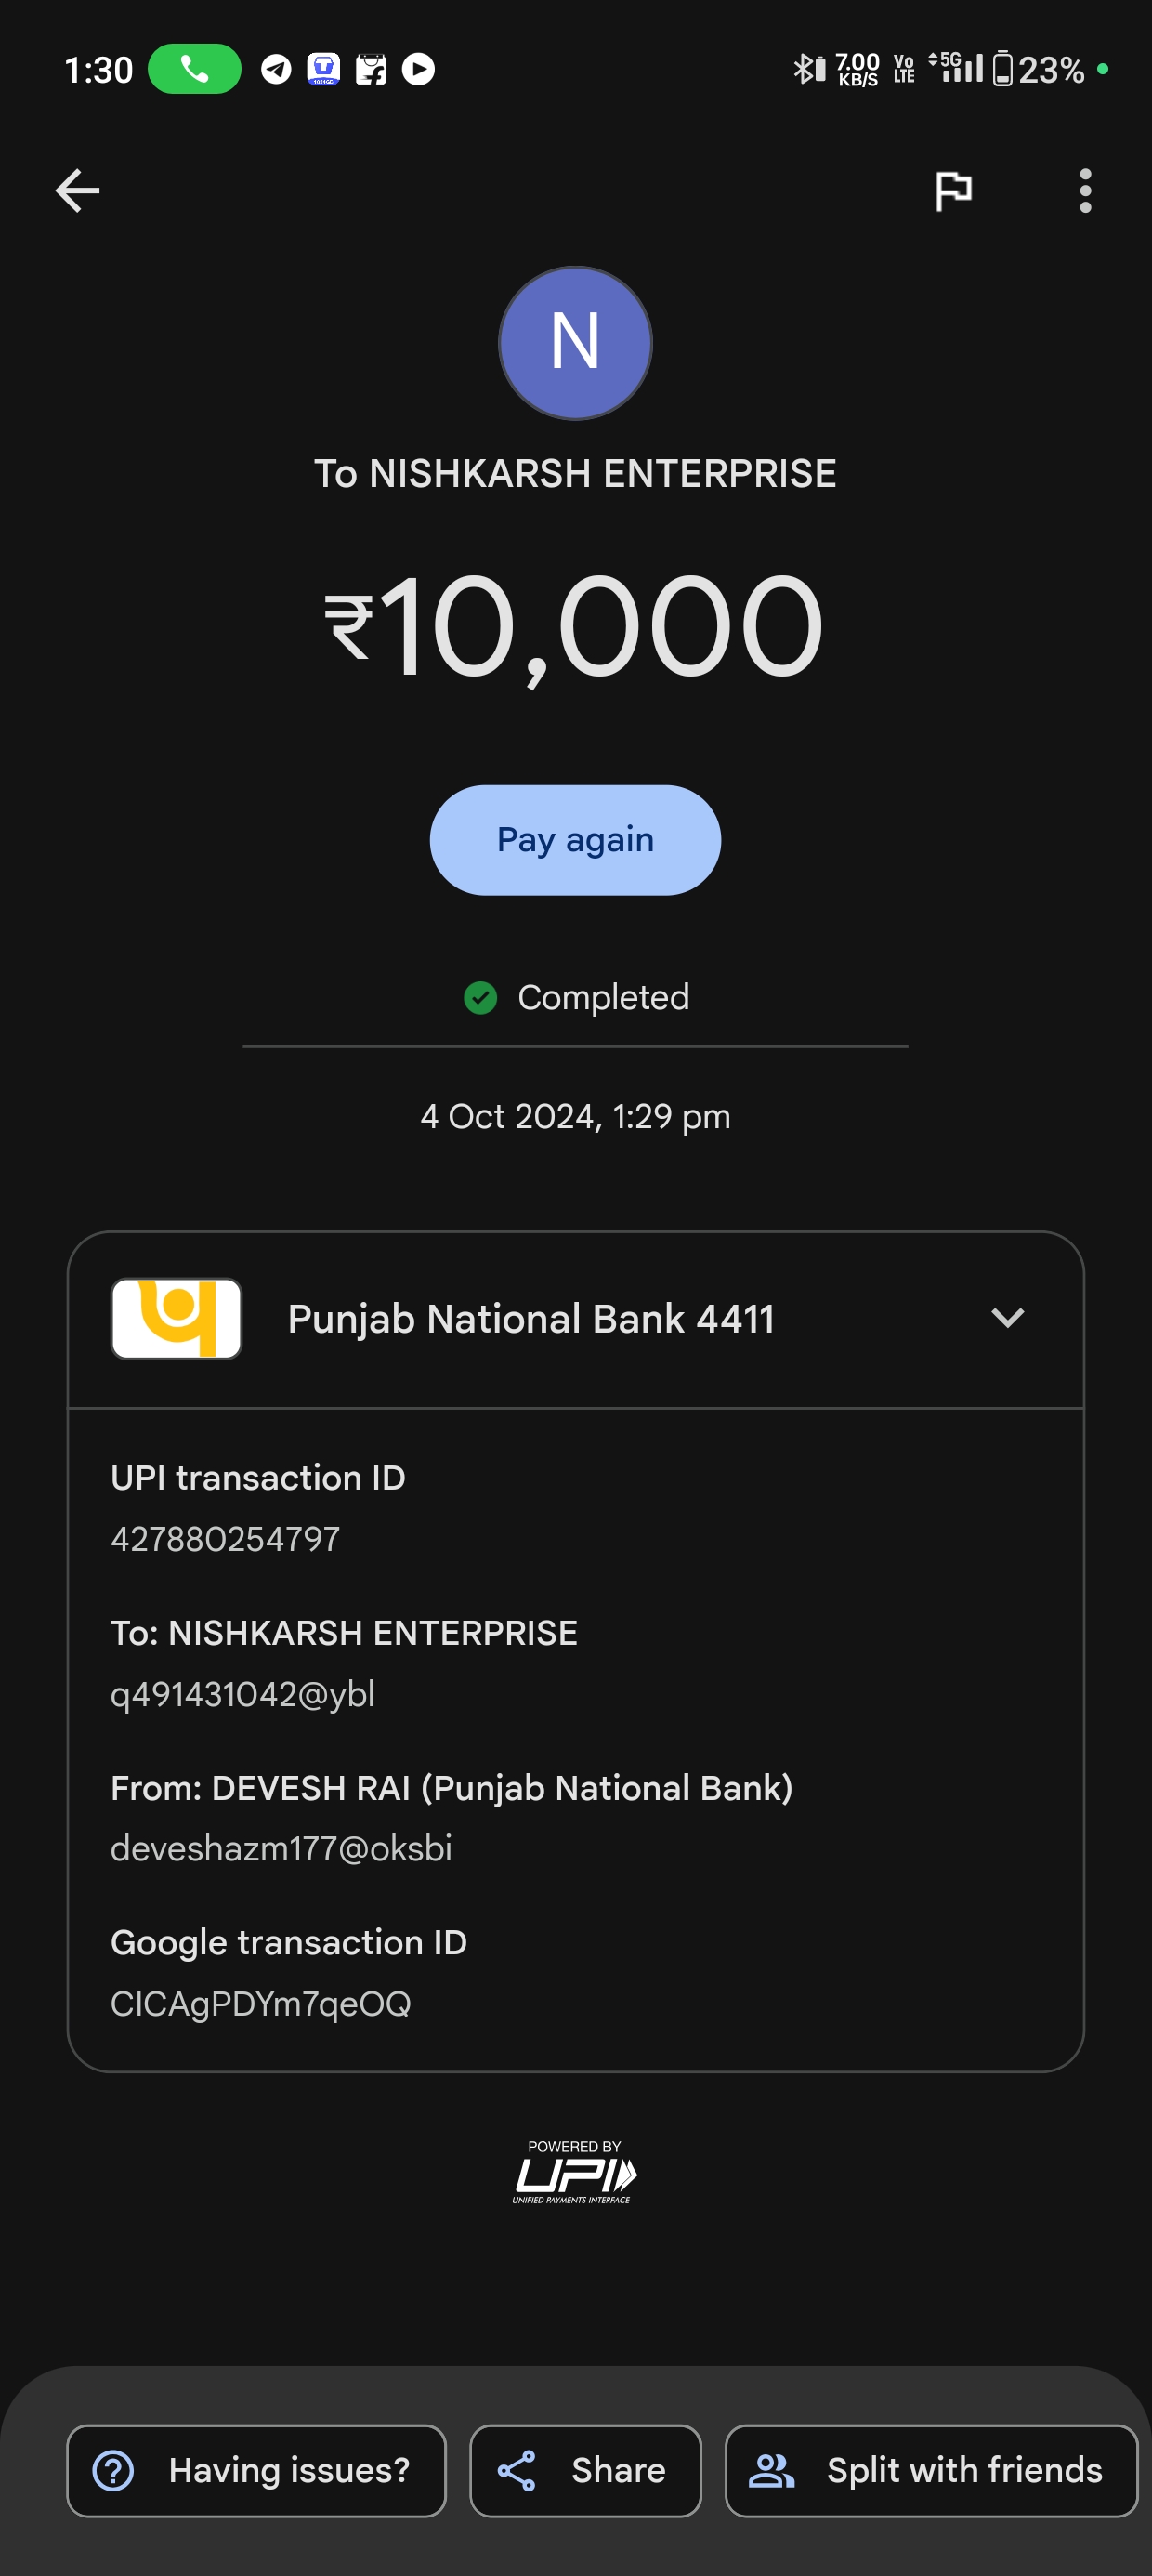 1:30
7.00 KB/S
Vo LTE
5G
23%
N
To NISHKARSH ENTERPRISE
₹10,000
Pay again
Completed
4 Oct 2024, 1:29 pm
Punjab National Bank 4411
UPI transaction ID
427880254797
To: NISHKARSH ENTERPRISE
q491431042@ybl
From: DEVESH RAI (Punjab National Bank)
deveshazm177@oksbi
Google transaction ID
CICAgPDYm7qeOQ
POWERED BY
UPI
UNIFIED PAYMENTS INTERFACE
Having issues?
Share
Split with friends